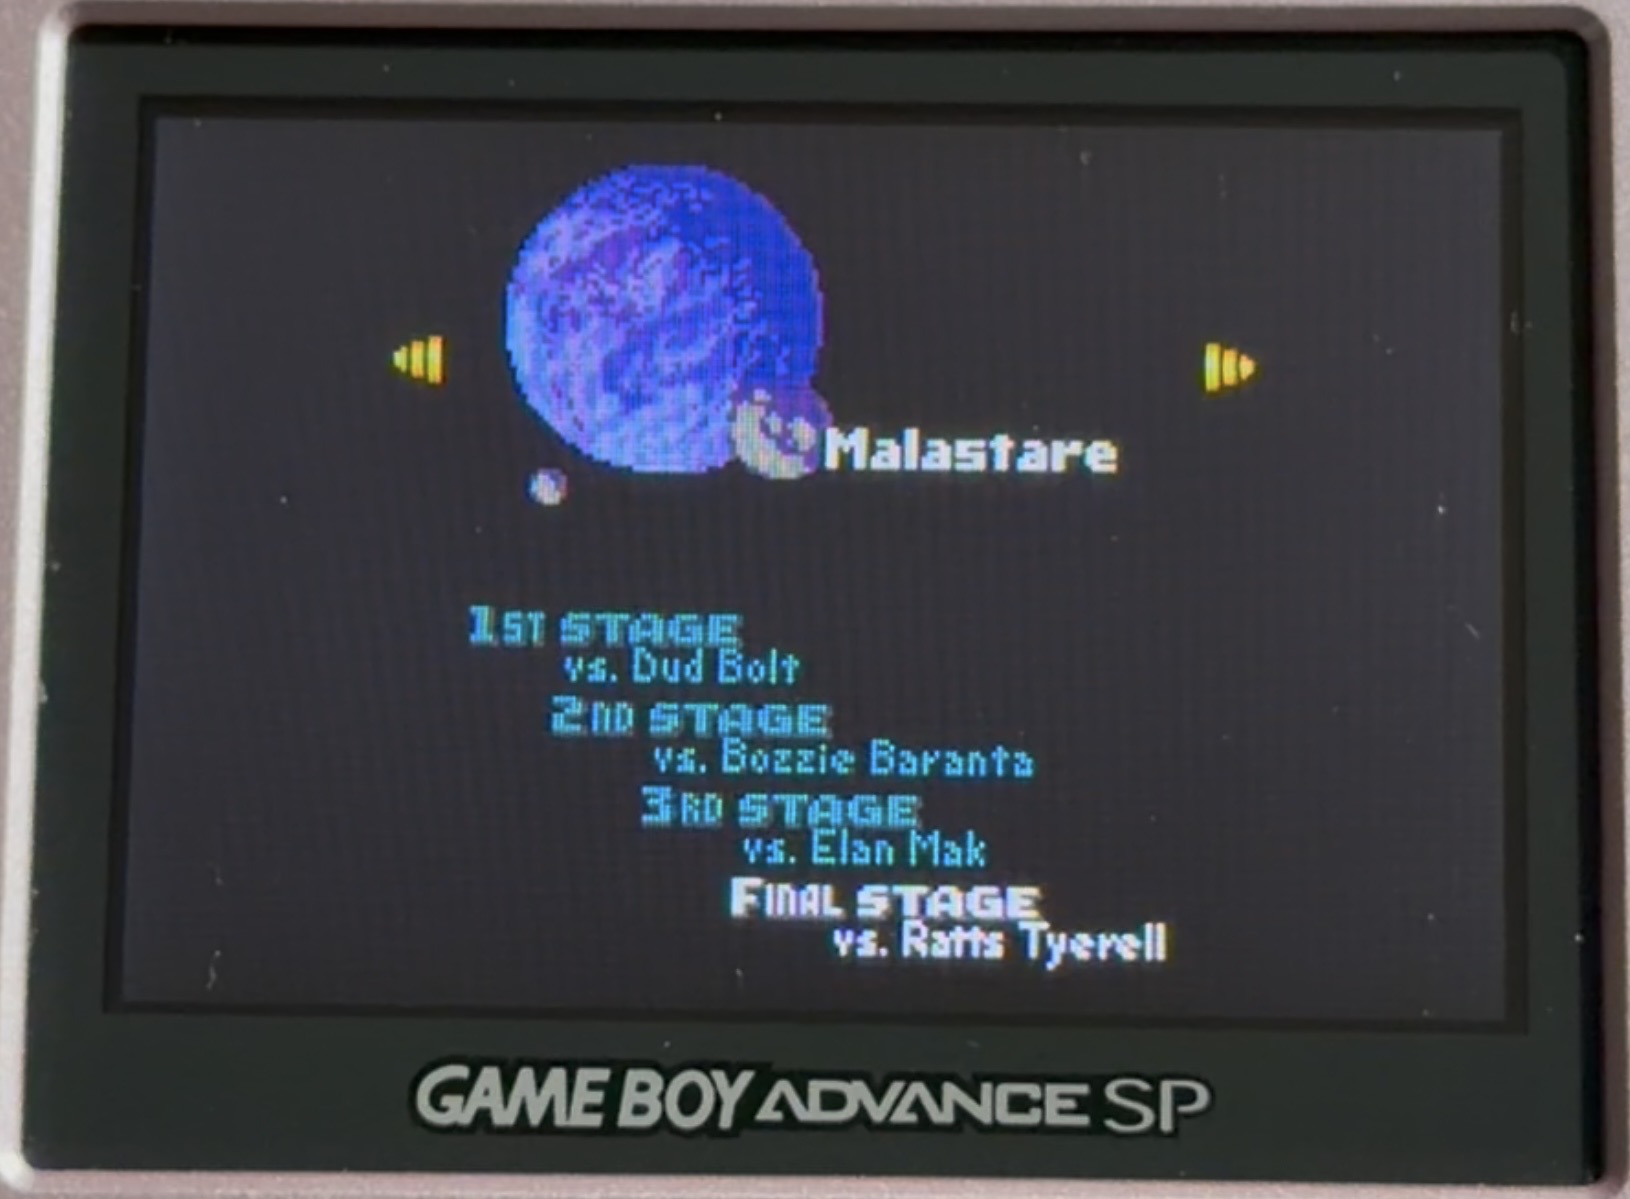 Malastare
1ST STAGE
vs. Dud Bolt
2ND STAGE
vs. Bozzie Baranta
3RD STAGE
vs. Elan Mak
FINAL STAGE
vs. Ratts Tyerell
GAME BOY ADVANCE SP